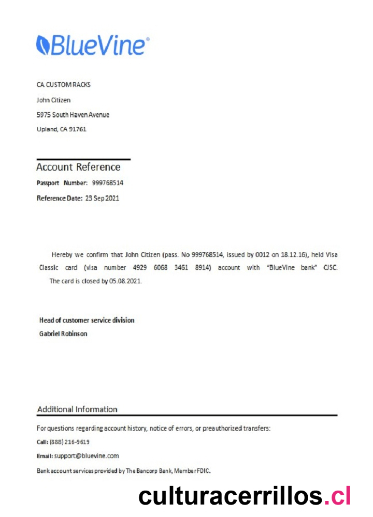 BlueVine
CA CUSTOM RACKS
John Citizen
5975 South Haven Avenue
Upland, CA 91761
Account Reference
Passport Number: 999768514
Reference Date: 23 Sep 2021
Hereby we confirm that John Citizen (pass. No 999768514, issued by 0012 on 18.12.16), held Visa
Classic card (visa number 4929 6068 3461 8914) account with "BlueVine bank" CJSC.
The card is closed by 05.08.2021.
Head of customer service division
Gabriel Robinson
Additional Information
For questions regarding account history, notice of errors, or preauthorized transfers:
Call: (888) 216-9619
Email: support@bluevine.com
Bank account services provided by The Bancorp Bank, Member FDIC.
culturacerrillos.cl